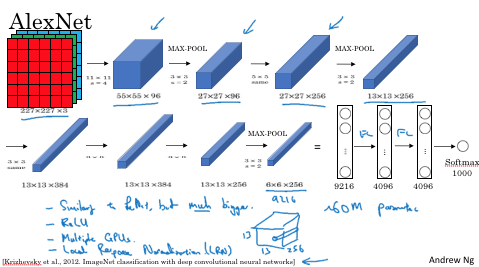 AlexNet
MAX-POOL
MAX-POOL
11 × 11
s = 4
3 × 3
s = 2
5 × 5
same
3 × 3
s = 2
227×227 ×3
55×55 × 96
27×27 ×96
27×27 ×256
13×13 ×256
FC
FC
MAX-POOL
3 × 3
same
3 × 3
s = 2
=
Softmax
1000
13×13 ×384
13×13 ×384
13×13 ×256
6×6 ×256
9216
4096
4096
9216
- Similar to LeNet, but much bigger.
~60M parameters
- ReLU
- Multiple GPUs.
- Local Response Normalization (LRN)
13
13
256
[Krizhevsky et al., 2012. ImageNet classification with deep convolutional neural networks]
Andrew Ng